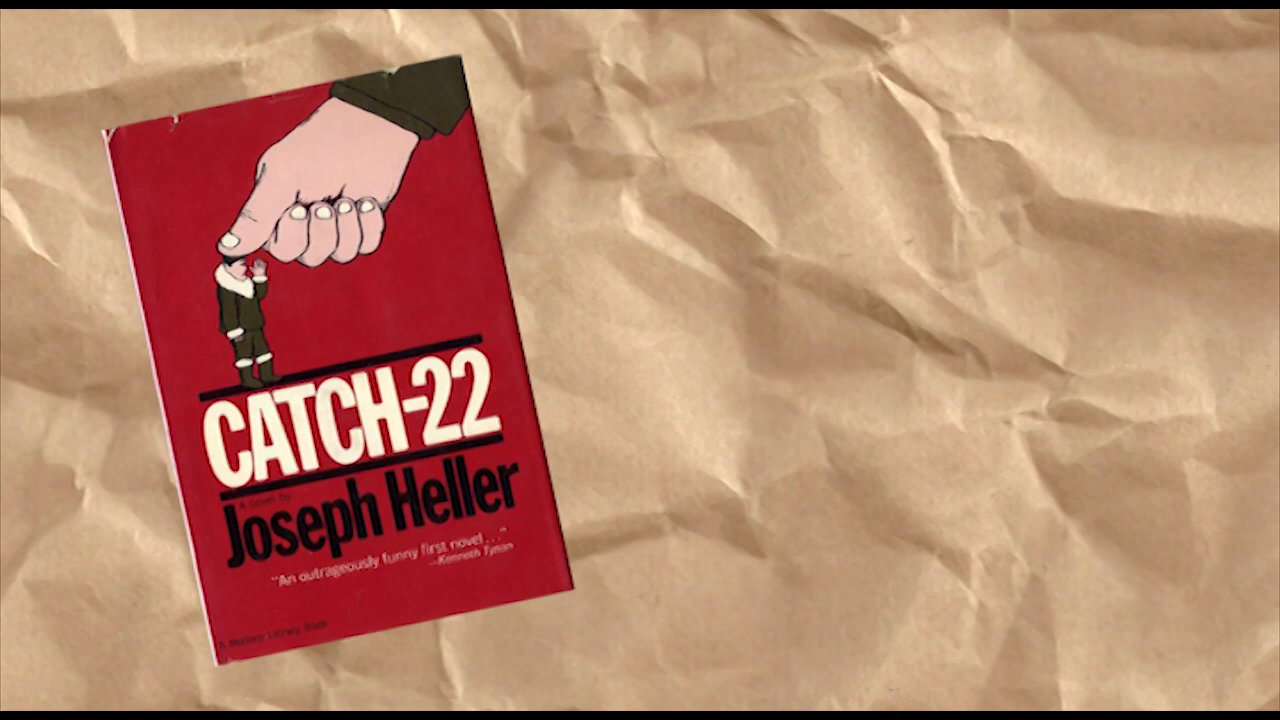 CATCH-22
A novel by
Joseph Heller
"An outrageously funny first novel . . ."
—Kenneth Tynan
A Modern Library Book